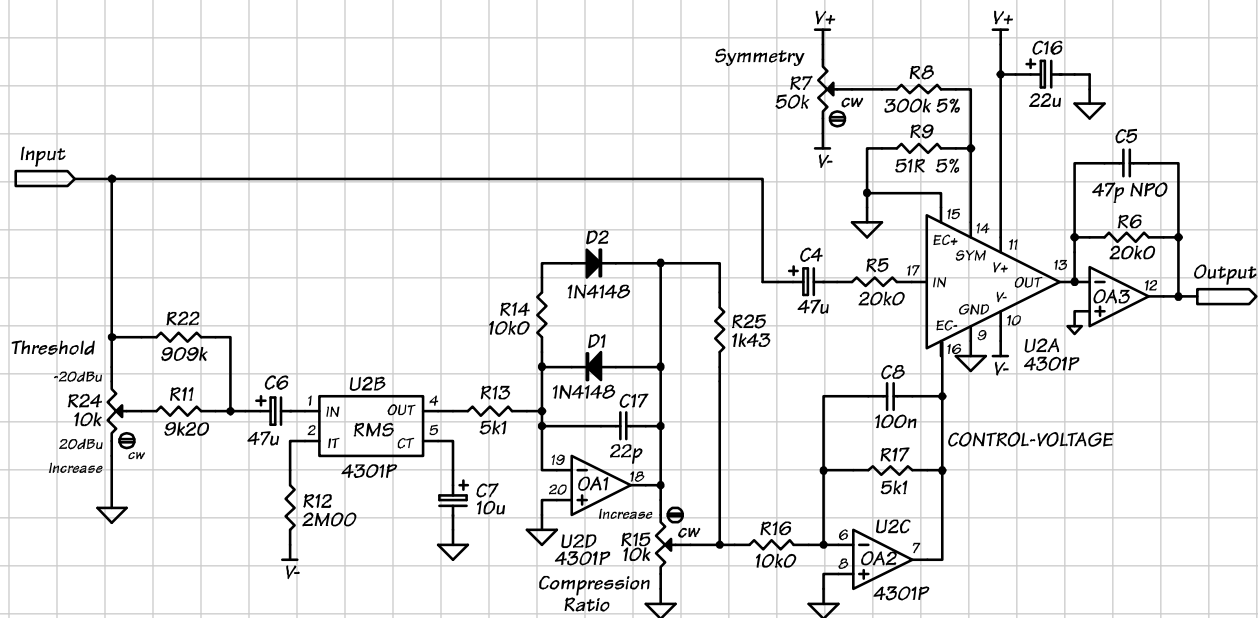 V+
V+
Symmetry
R7
50k
cw
V-
R8
300k 5%
R9
51R 5%
+
C16
22u
Input
C5
47p NPO
R6
20k0
15
14
11
EC+
SYM
V+
17
IN
OUT
13
V-
GND
EC-
10
9
16
V-
U2A
4301P
+
C4
47u
R5
20k0
-
+
OA3
12
Output
D2
1N4148
R14
10k0
R25
1k43
D1
1N4148
C17
22p
R22
909k
Threshold
-20dBu
R24
10k
20dBu
Increase
cw
R11
9k20
C6
+
47u
U2B
1
IN
OUT
4
2
IT
RMS
CT
5
4301P
R13
5k1
R12
2M00
V-
+
C7
10u
19
-
20
+
OA1
18
U2D
4301P
Increase
cw
R15
10k
Compression
Ratio
R16
10k0
C8
100n
CONTROL-VOLTAGE
R17
5k1
U2C
6
-
8
+
OA2
7
4301P